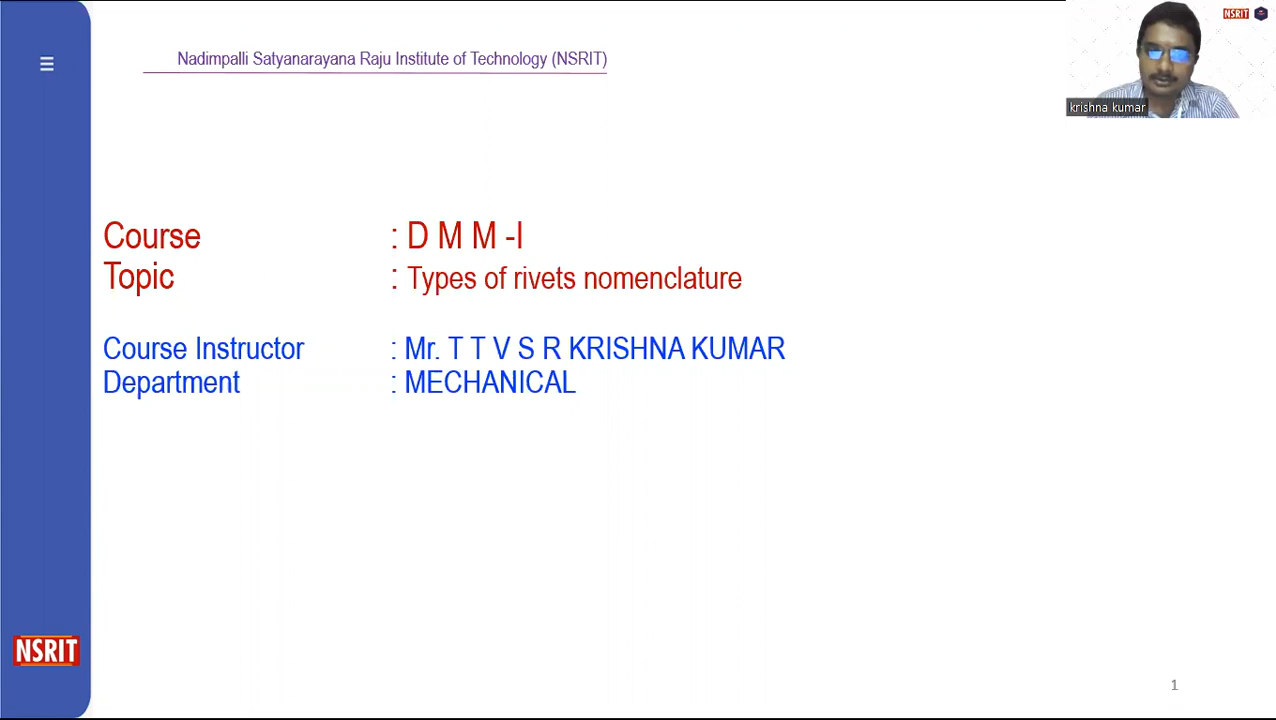 NSRIT
Nadimpalli Satyanarayana Raju Institute of Technology (NSRIT)
krishna kumar
Course : D M M -I
Topic : Types of rivets nomenclature
Course Instructor : Mr. T T V S R KRISHNA KUMAR
Department : MECHANICAL
NSRIT
1